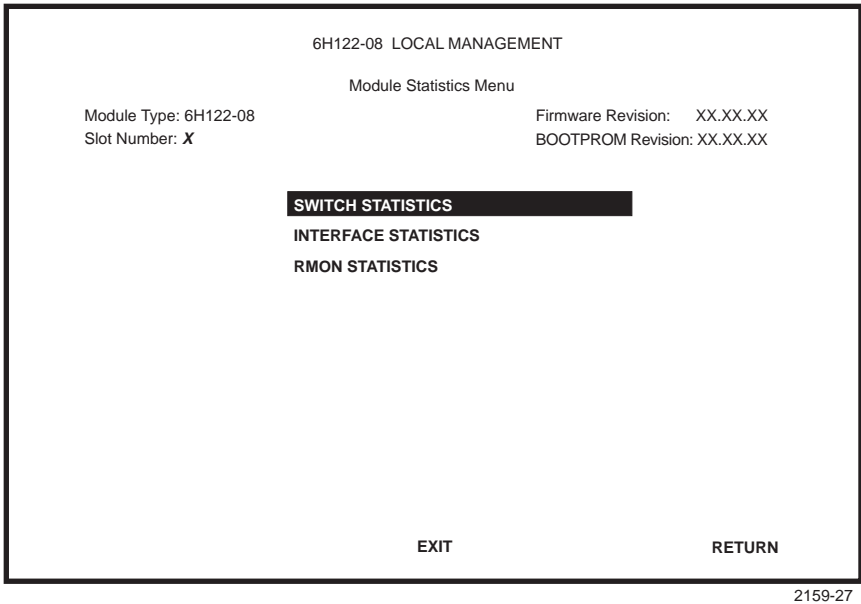 6H122-08 LOCAL MANAGEMENT
Module Statistics Menu
Module Type: 6H122-08
Firmware Revision: XX.XX.XX
Slot Number: X
BOOTPROM Revision: XX.XX.XX
SWITCH STATISTICS
INTERFACE STATISTICS
RMON STATISTICS
EXIT
RETURN
2159-27